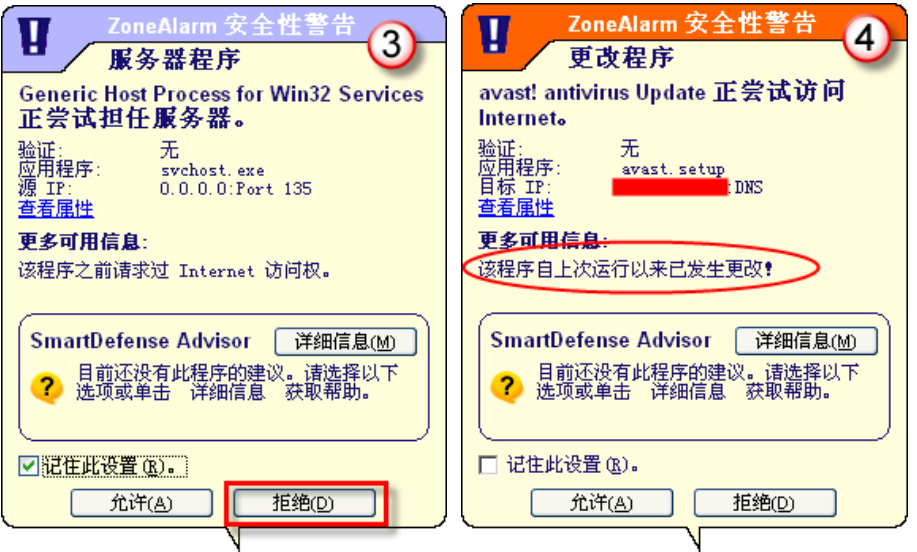 ZoneAlarm 安全性警告
3
服务器程序
Generic Host Process for Win32 Services
正尝试担任服务器。
验证: 无
应用程序: svchost.exe
源 IP: 0.0.0.0:Port 135
查看属性
更多可用信息:
该程序之前请求过 Internet 访问权。
SmartDefense Advisor 详细信息(M)
目前还没有此程序的建议。请选择以下
选项或单击 详细信息 获取帮助。
记住此设置(R)。
允许(A) 拒绝(D)
ZoneAlarm 安全性警告
4
更改程序
avast! antivirus Update 正尝试访问
Internet。
验证: 无
应用程序: avast.setup
目标 IP: :DNS
查看属性
更多可用信息:
该程序自上次运行以来已发生更改!
SmartDefense Advisor 详细信息(M)
目前还没有此程序的建议。请选择以下
选项或单击 详细信息 获取帮助。
记住此设置(R)。
允许(A) 拒绝(D)